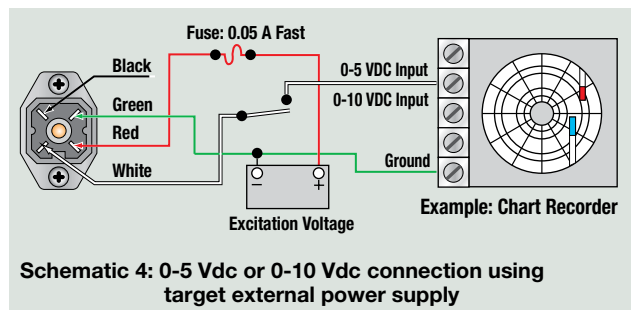 Fuse: 0.05 A Fast
Black
0-5 VDC Input
0-10 VDC Input
Green
Red
White
Ground
− +
Excitation Voltage
Example: Chart Recorder
Schematic 4: 0-5 Vdc or 0-10 Vdc connection using
target external power supply